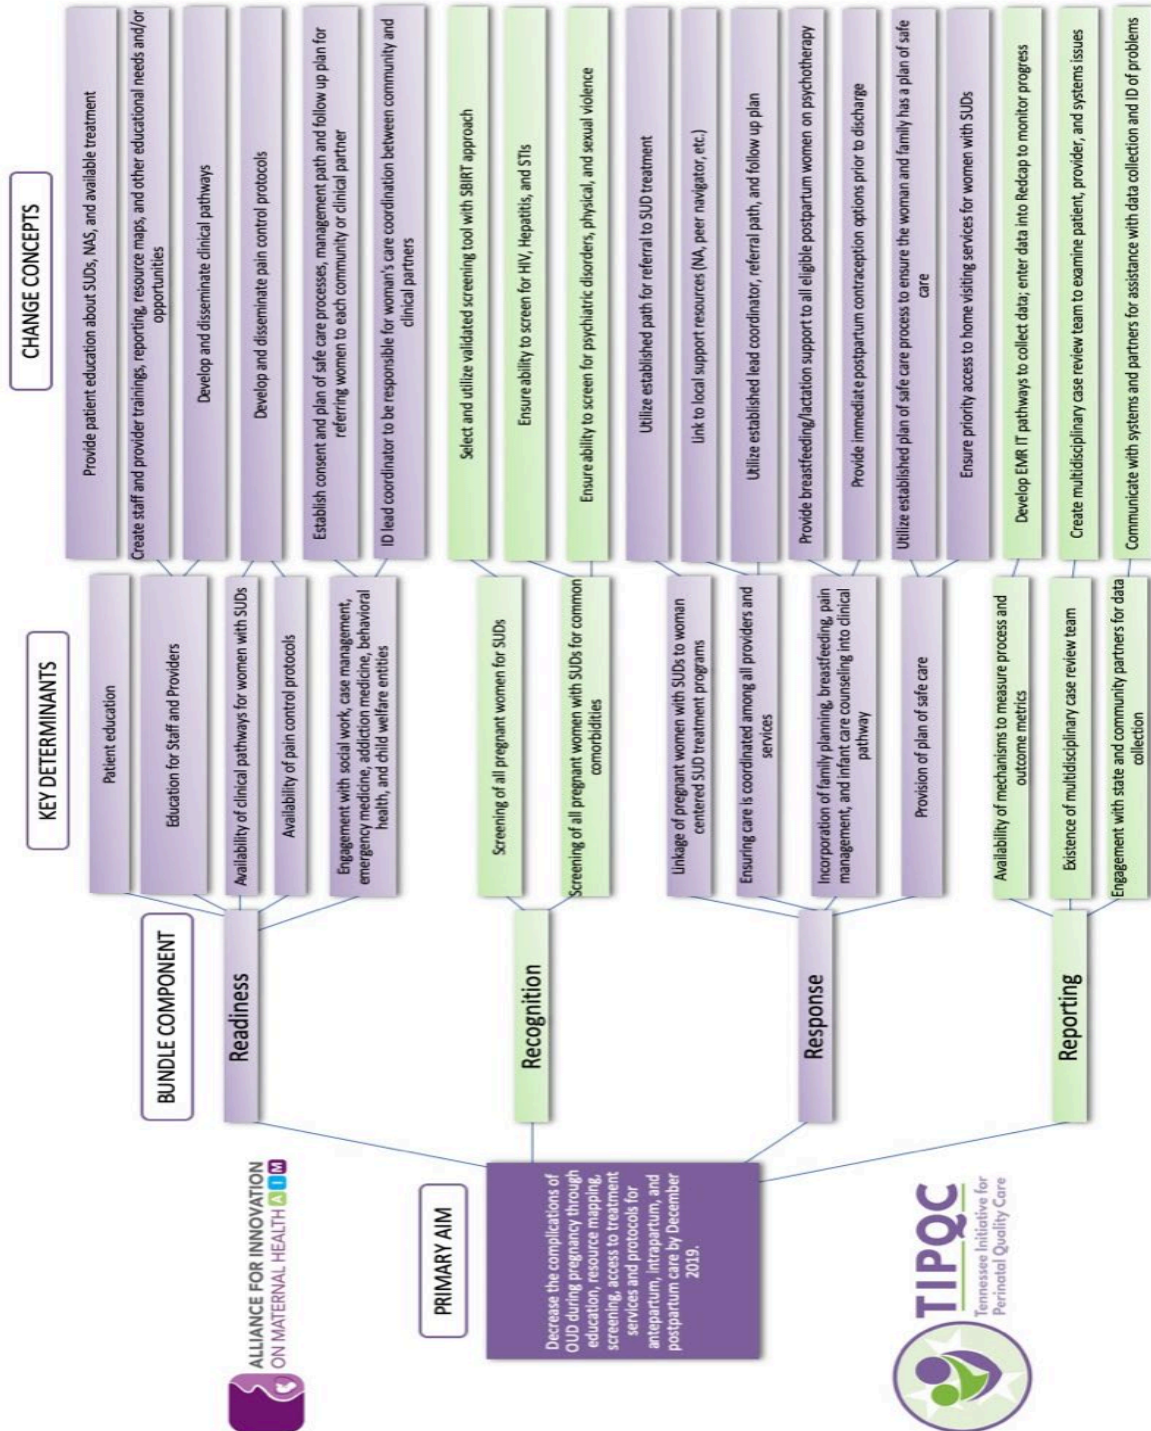 ALLIANCE FOR INNOVATION
ON MATERNAL HEALTH AIM
PRIMARY AIM
Decrease the complications of
OUD during pregnancy through
education, resource mapping,
screening, access to treatment
services and protocols for
antepartum, intrapartum, and
postpartum care by December
2019.
TIPQC
Tennessee Initiative for
Perinatal Quality Care
BUNDLE COMPONENT
Readiness
Recognition
Response
Reporting
KEY DETERMINANTS
Patient education
Education for Staff and Providers
Availability of clinical pathways for women with SUDs
Availability of pain control protocols
Engagement with social work, case management,
emergency medicine, addiction medicine, behavioral
health, and child welfare entities
Screening of all pregnant women for SUDs
Screening of all pregnant women with SUDs for common
comorbidities
Linkage of pregnant women with SUDs to woman
centered SUD treatment programs
Ensuring care is coordinated among all providers and
services
Incorporation of family planning, breastfeeding, pain
management, and infant care counseling into clinical
pathway
Provision of plan of safe care
Availability of mechanisms to measure process and
outcome metrics
Existence of multidisciplinary case review team
Engagement with state and community partners for data
collection
CHANGE CONCEPTS
Provide patient education about SUDs, NAS, and available treatment
Create staff and provider trainings, reporting, resource maps, and other educational needs and/or
opportunities
Develop and disseminate clinical pathways
Develop and disseminate pain control protocols
Establish consent and plan of safe care processes, management path and follow up plan for
referring women to each community or clinical partner
ID lead coordinator to be responsible for woman's care coordination between community and
clinical partners
Select and utilize validated screening tool with SBIRT approach
Ensure ability to screen for HIV, Hepatitis, and STIs
Ensure ability to screen for psychiatric disorders, physical, and sexual violence
Utilize established path for referral to SUD treatment
Link to local support resources (NA, peer navigator, etc.)
Utilize established lead coordinator, referral path, and follow up plan
Provide breastfeeding/lactation support to all eligible postpartum women on psychotherapy
Provide immediate postpartum contraception options prior to discharge
Utilize established plan of safe care process to ensure the woman and family has a plan of safe
care
Ensure priority access to home visiting services for women with SUDs
Develop EMR IT pathways to collect data; enter data into Redcap to monitor progress
Create multidisciplinary case review team to examine patient, provider, and systems issues
Communicate with systems and partners for assistance with data collection and ID of problems